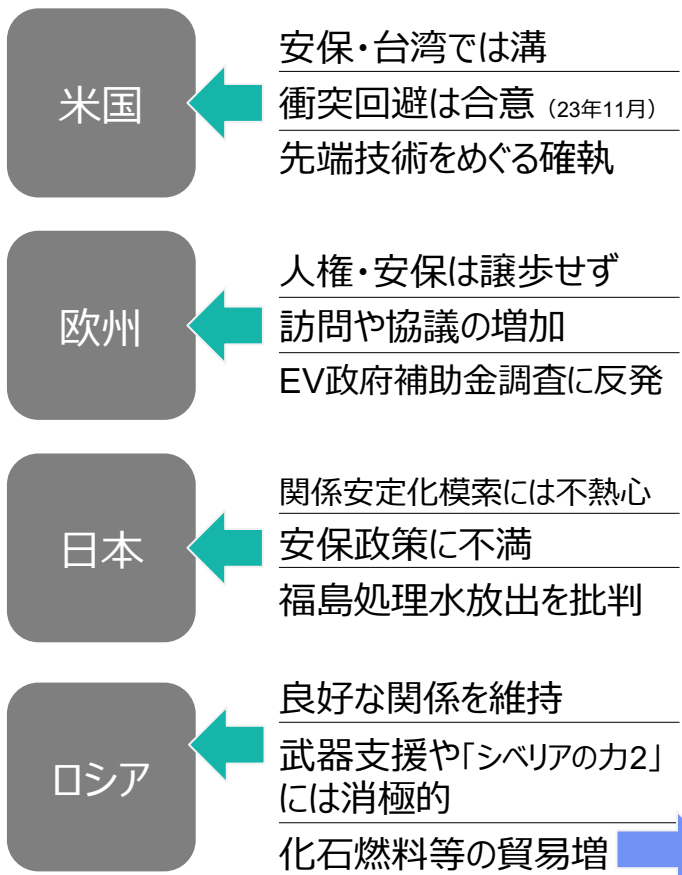 米国
安保・台湾では溝
衝突回避は合意（23年11月）
先端技術をめぐる確執
欧州
人権・安保は譲歩せず
訪問や協議の増加
EV政府補助金調査に反発
日本
関係安定化模索には不熱心
安保政策に不満
福島処理水放出を批判
ロシア
良好な関係を維持
武器支援や「シベリアの力2」
には消極的
化石燃料等の貿易増